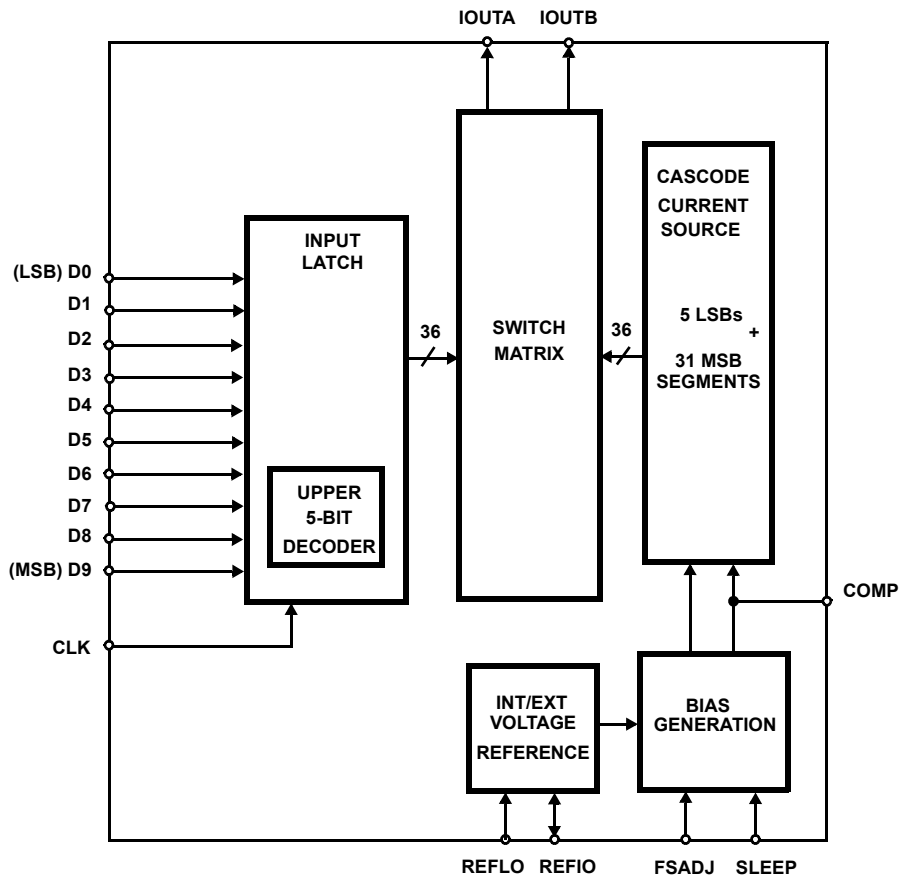 IOUTA IOUTB
CASCODE
CURRENT
SOURCE
INPUT
LATCH
(LSB) D0
D1
D2
D3
D4
D5
D6
D7
D8
(MSB) D9
CLK
UPPER
5-BIT
DECODER
36
SWITCH
MATRIX
36
5 LSBs
+
31 MSB
SEGMENTS
COMP
INT/EXT
VOLTAGE
REFERENCE
BIAS
GENERATION
REFLO REFIO FSADJ SLEEP